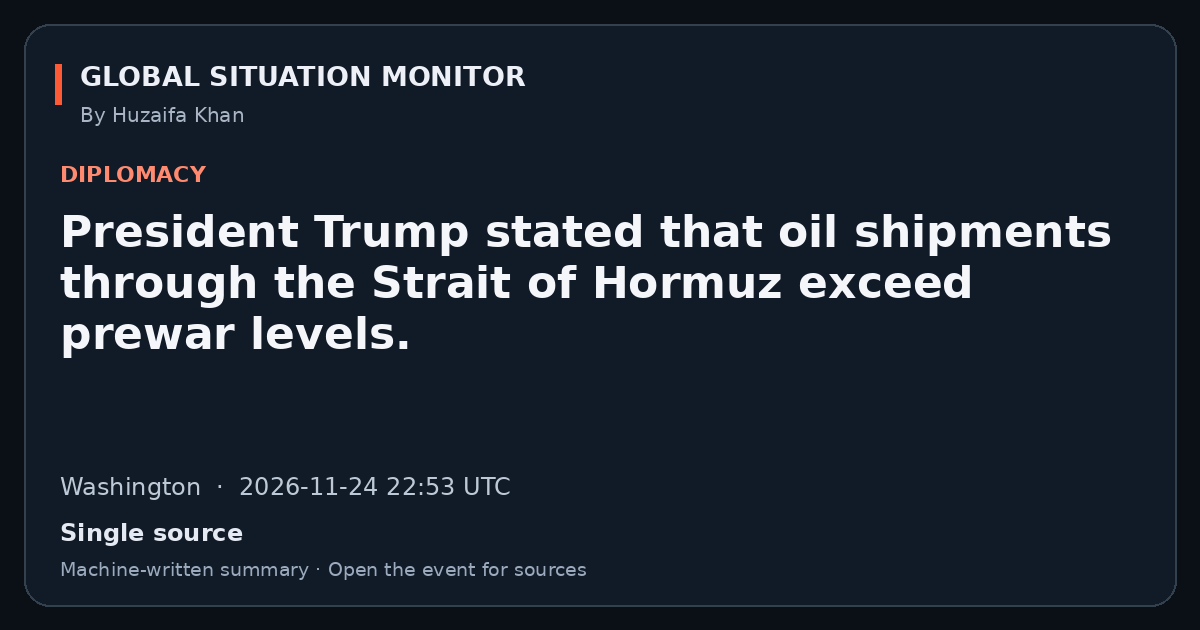 GLOBAL SITUATION MONITOR
By Huzaifa Khan
DIPLOMACY
President Trump stated that oil shipments
through the Strait of Hormuz exceed
prewar levels.
Washington · 2026-11-24 22:53 UTC
Single source
Machine-written summary · Open the event for sources